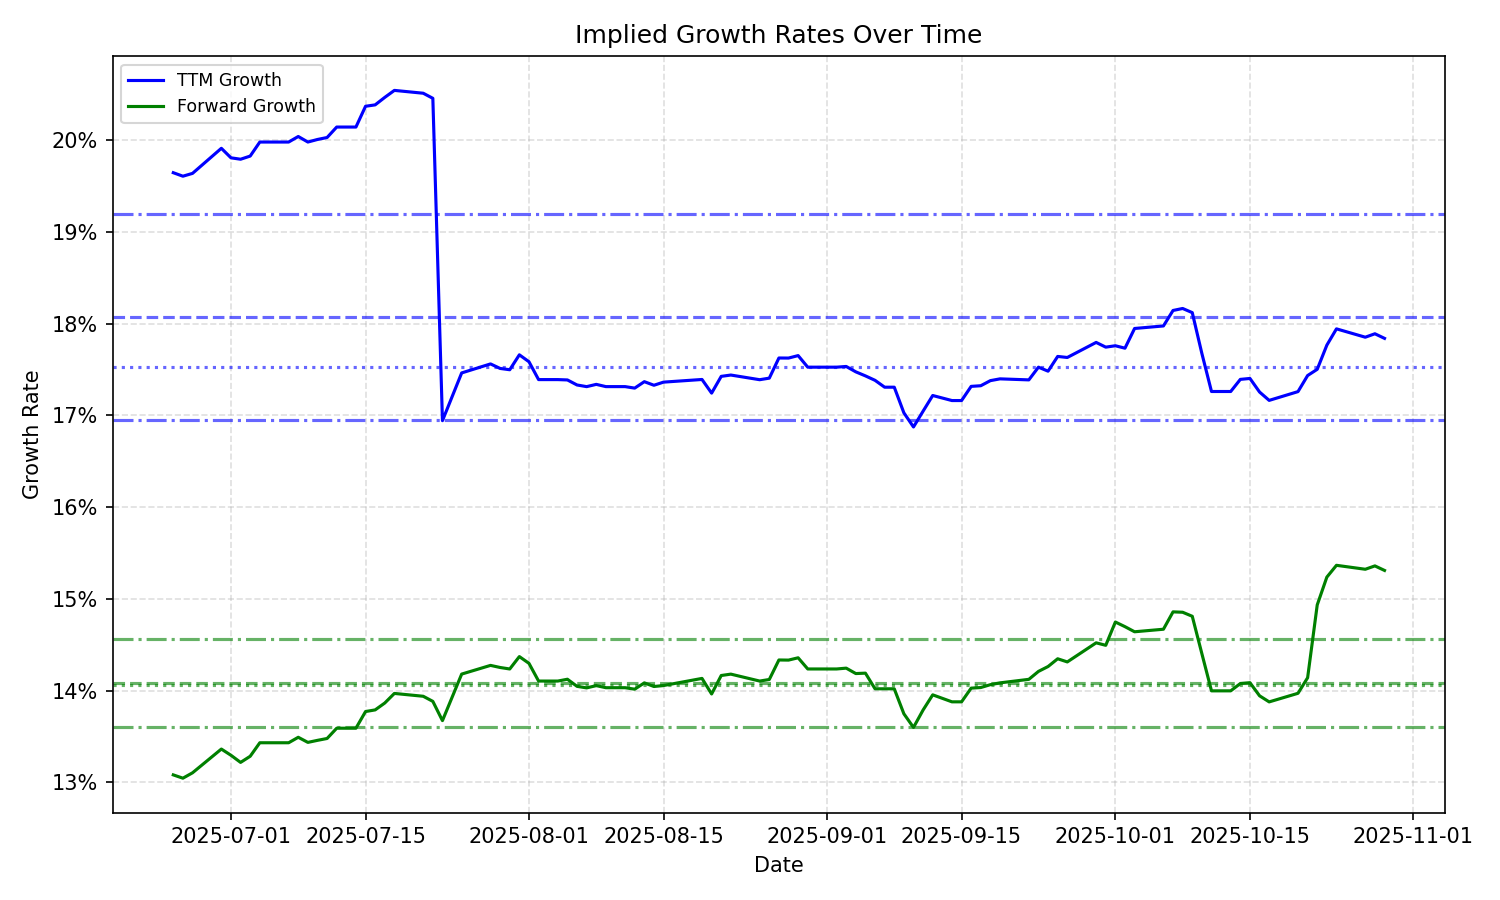 Implied Growth Rates Over Time
TTM Growth
Forward Growth
20%
19%
18%
17%
16%
15%
14%
13%
Growth Rate
2025-07-01 2025-07-15 2025-08-01 2025-08-15 2025-09-01 2025-09-15 2025-10-01 2025-10-15 2025-11-01
Date